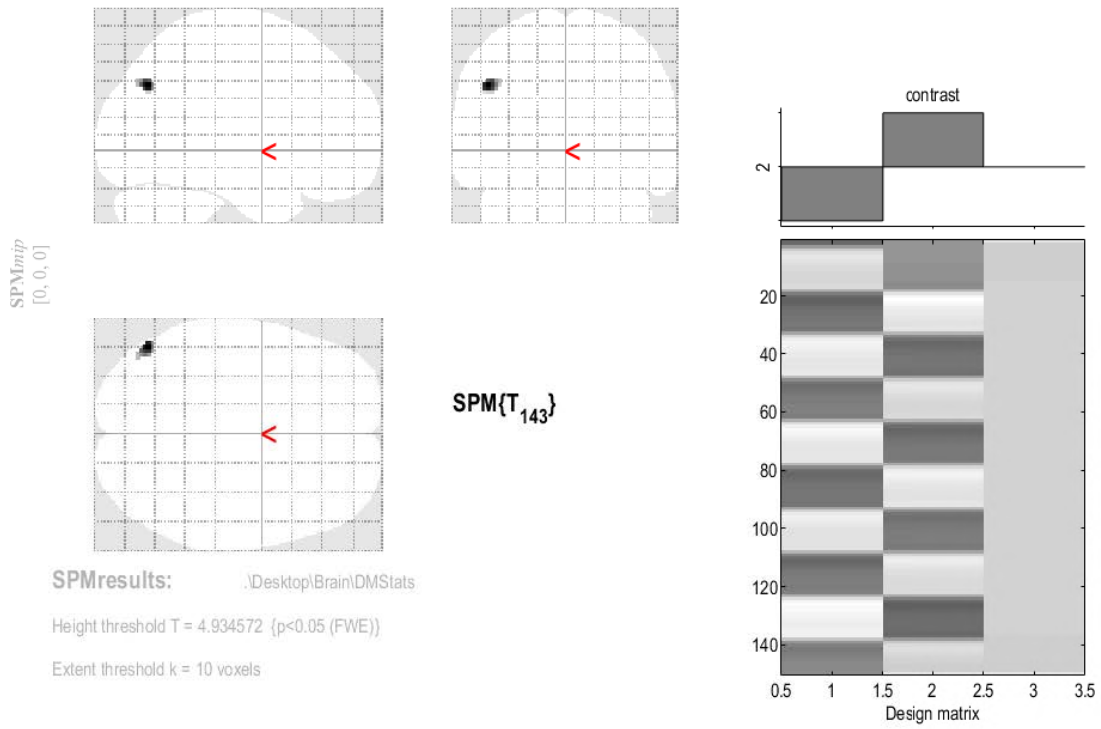 SPMmip
[0, 0, 0]
<
<
<
SPM{T143}
SPMresults: .\Desktop\Brain\DMStats
Height threshold T = 4.934572 {p<0.05 (FWE)}
Extent threshold k = 10 voxels
contrast
2
20
40
60
80
100
120
140
0.5 1 1.5 2 2.5 3 3.5
Design matrix